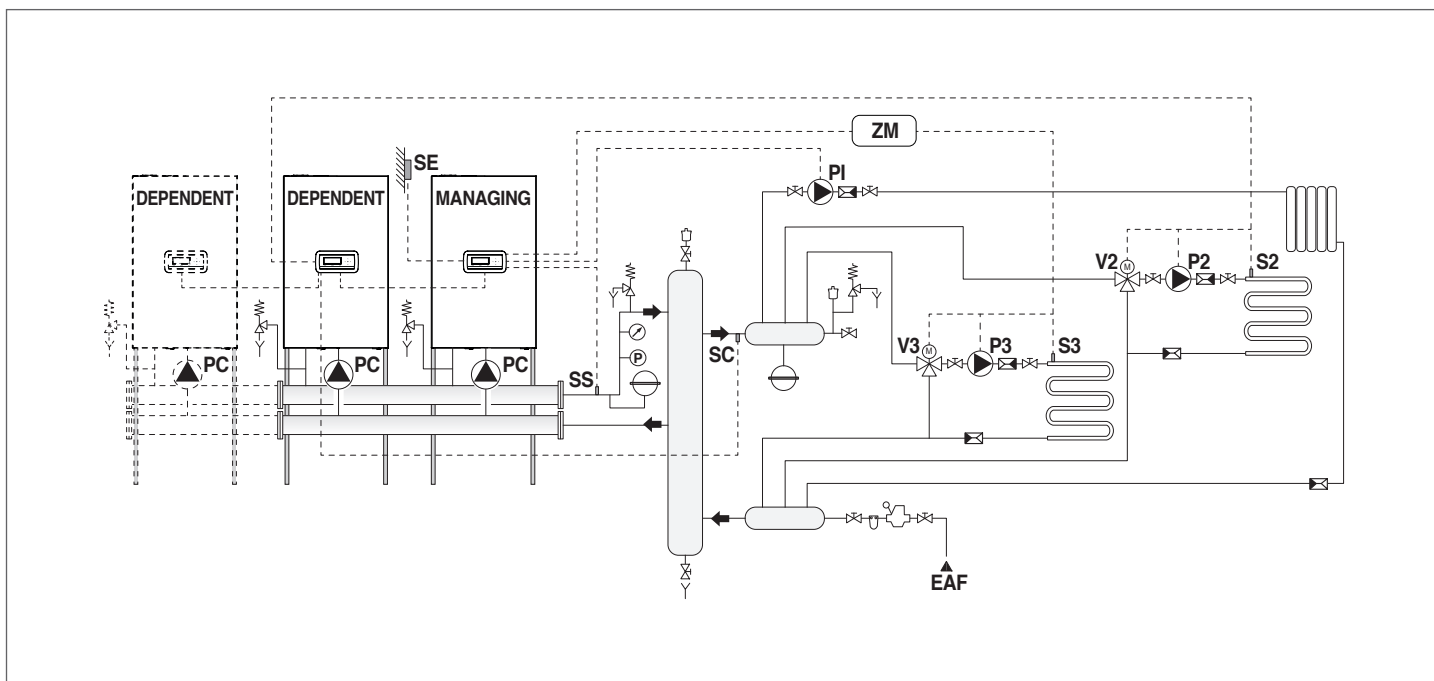 ZM
SE
PI
DEPENDENT
DEPENDENT
MANAGING
V2
M
P2
S2
V3
M
P3
S3
SC
P
PC
PC
PC
SS
EAF